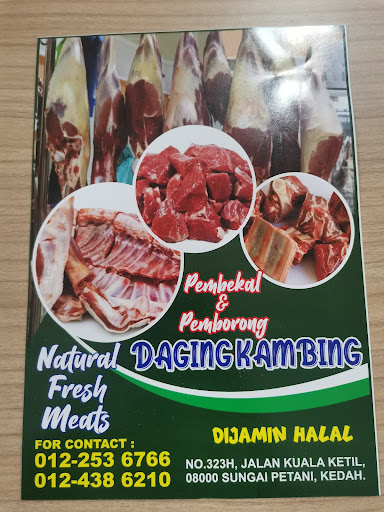 Pembekal
&
Pemborong
DAGING KAMBING
Natural
Fresh
Meats
FOR CONTACT :
012-253 6766
012-438 6210
DIJAMIN HALAL
NO.323H, JALAN KUALA KETIL,
08000 SUNGAI PETANI, KEDAH.